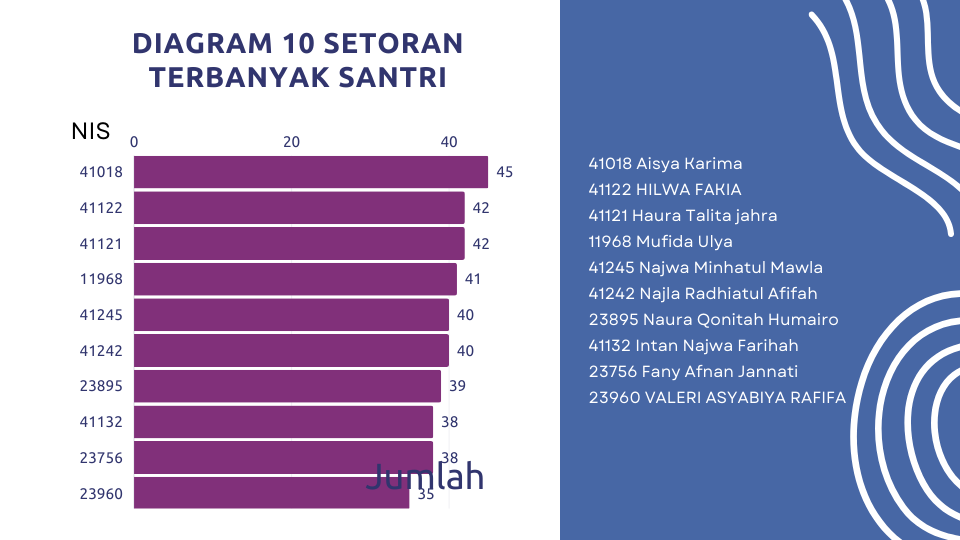 DIAGRAM 10 SETORAN
TERBANYAK SANTRI
NIS
0 20 40
41018 45
41122 42
41121 42
11968 41
41245 40
41242 40
23895 39
41132 38
23756 38
Jumlah
23960 35
41018 Aisya Karima
41122 HILWA FAKIA
41121 Haura Talita jahra
11968 Mufida Ulya
41245 Najwa Minhatul Mawla
41242 Najla Radhiatul Afifah
23895 Naura Qonitah Humairo
41132 Intan Najwa Farihah
23756 Fany Afnan Jannati
23960 VALERI ASYABIYA RAFIFA